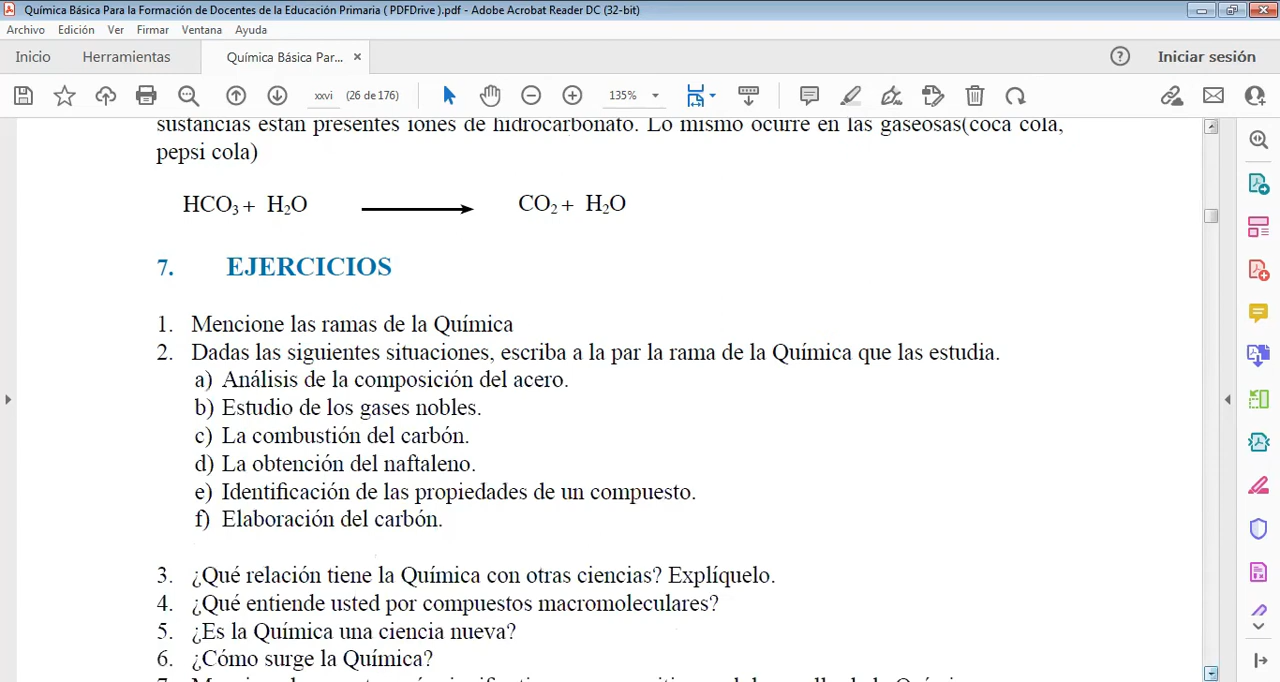 Química Básica Para la Formación de Docentes de la Educación Primaria ( PDFDrive ).pdf - Adobe Acrobat Reader DC (32-bit)
Archivo Edición Ver Firmar Ventana Ayuda
Inicio Herramientas Química Básica Par... × ? Iniciar sesión
xxvi (26 de 176) 135%
sustancias están presentes iones de hidrocarbonato. Lo mismo ocurre en las gaseosas(coca cola,
pepsi cola)
HCO₃ + H₂O ⟶ CO₂ + H₂O
7. EJERCICIOS
1. Mencione las ramas de la Química
2. Dadas las siguientes situaciones, escriba a la par la rama de la Química que las estudia.
a) Análisis de la composición del acero.
b) Estudio de los gases nobles.
c) La combustión del carbón.
d) La obtención del naftaleno.
e) Identificación de las propiedades de un compuesto.
f) Elaboración del carbón.
3. ¿Qué relación tiene la Química con otras ciencias? Explíquelo.
4. ¿Qué entiende usted por compuestos macromoleculares?
5. ¿Es la Química una ciencia nueva?
6. ¿Cómo surge la Química?